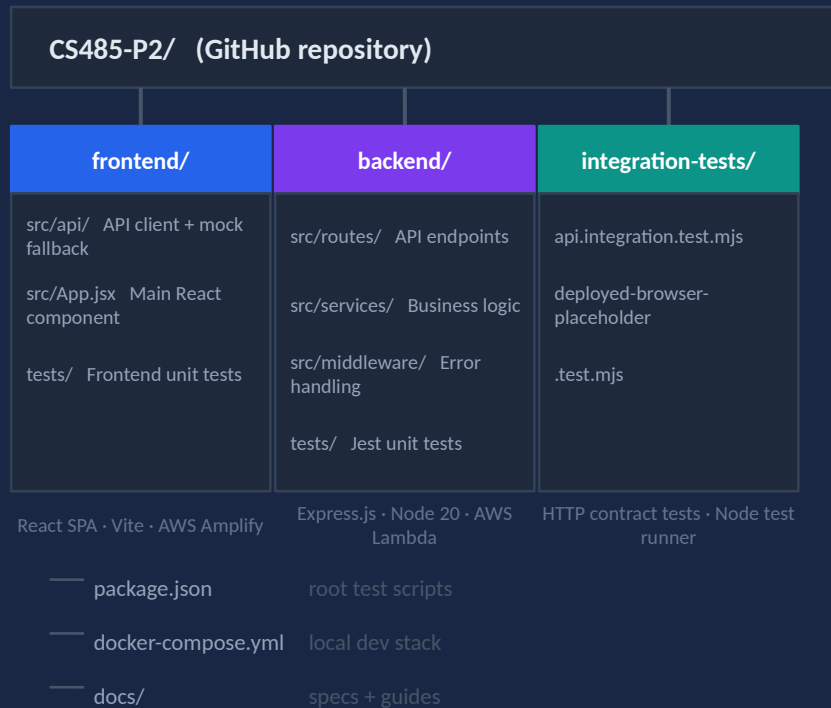 CS485-P2/ (GitHub repository)
frontend/
src/api/ API client + mock
fallback
src/App.jsx Main React
component
tests/ Frontend unit tests
React SPA · Vite · AWS Amplify
backend/
src/routes/ API endpoints
src/services/ Business logic
src/middleware/ Error
handling
tests/ Jest unit tests
Express.js · Node 20 · AWS
Lambda
integration-tests/
api.integration.test.mjs
deployed-browser-
placeholder
.test.mjs
HTTP contract tests · Node test
runner
package.json root test scripts
docker-compose.yml local dev stack
docs/ specs + guides